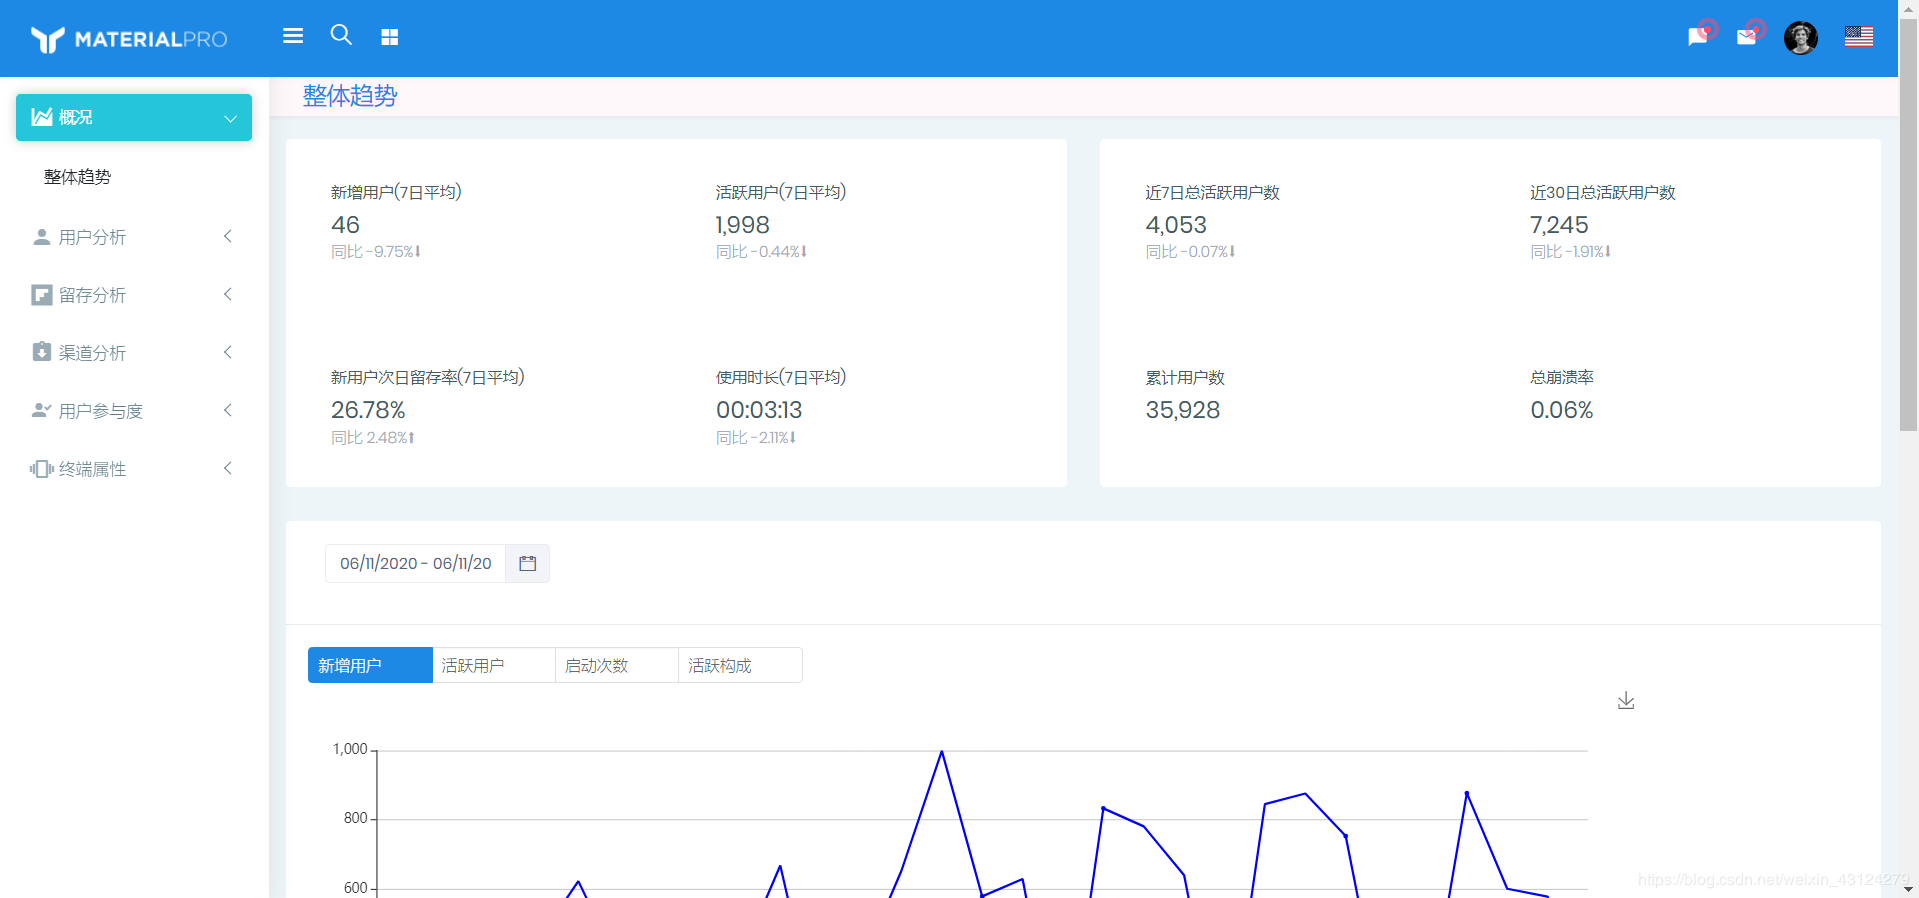 MATERIALPRO
整体趋势
概况
整体趋势
用户分析
留存分析
渠道分析
用户参与度
终端属性
新增用户(7日平均)
46
同比 -9.75%⬇
活跃用户(7日平均)
1,998
同比 -0.44%⬇
近7日总活跃用户数
4,053
同比 -0.07%⬇
近30日总活跃用户数
7,245
同比 -1.91%⬇
新用户次日留存率(7日平均)
26.78%
同比 2.48%⬆
使用时长(7日平均)
00:03:13
同比 -2.11%⬇
累计用户数
35,928
总崩溃率
0.06%
06/11/2020 - 06/11/20
新增用户
活跃用户
启动次数
活跃构成
1,000
800
600
https://blog.csdn.net/weixin_43124279